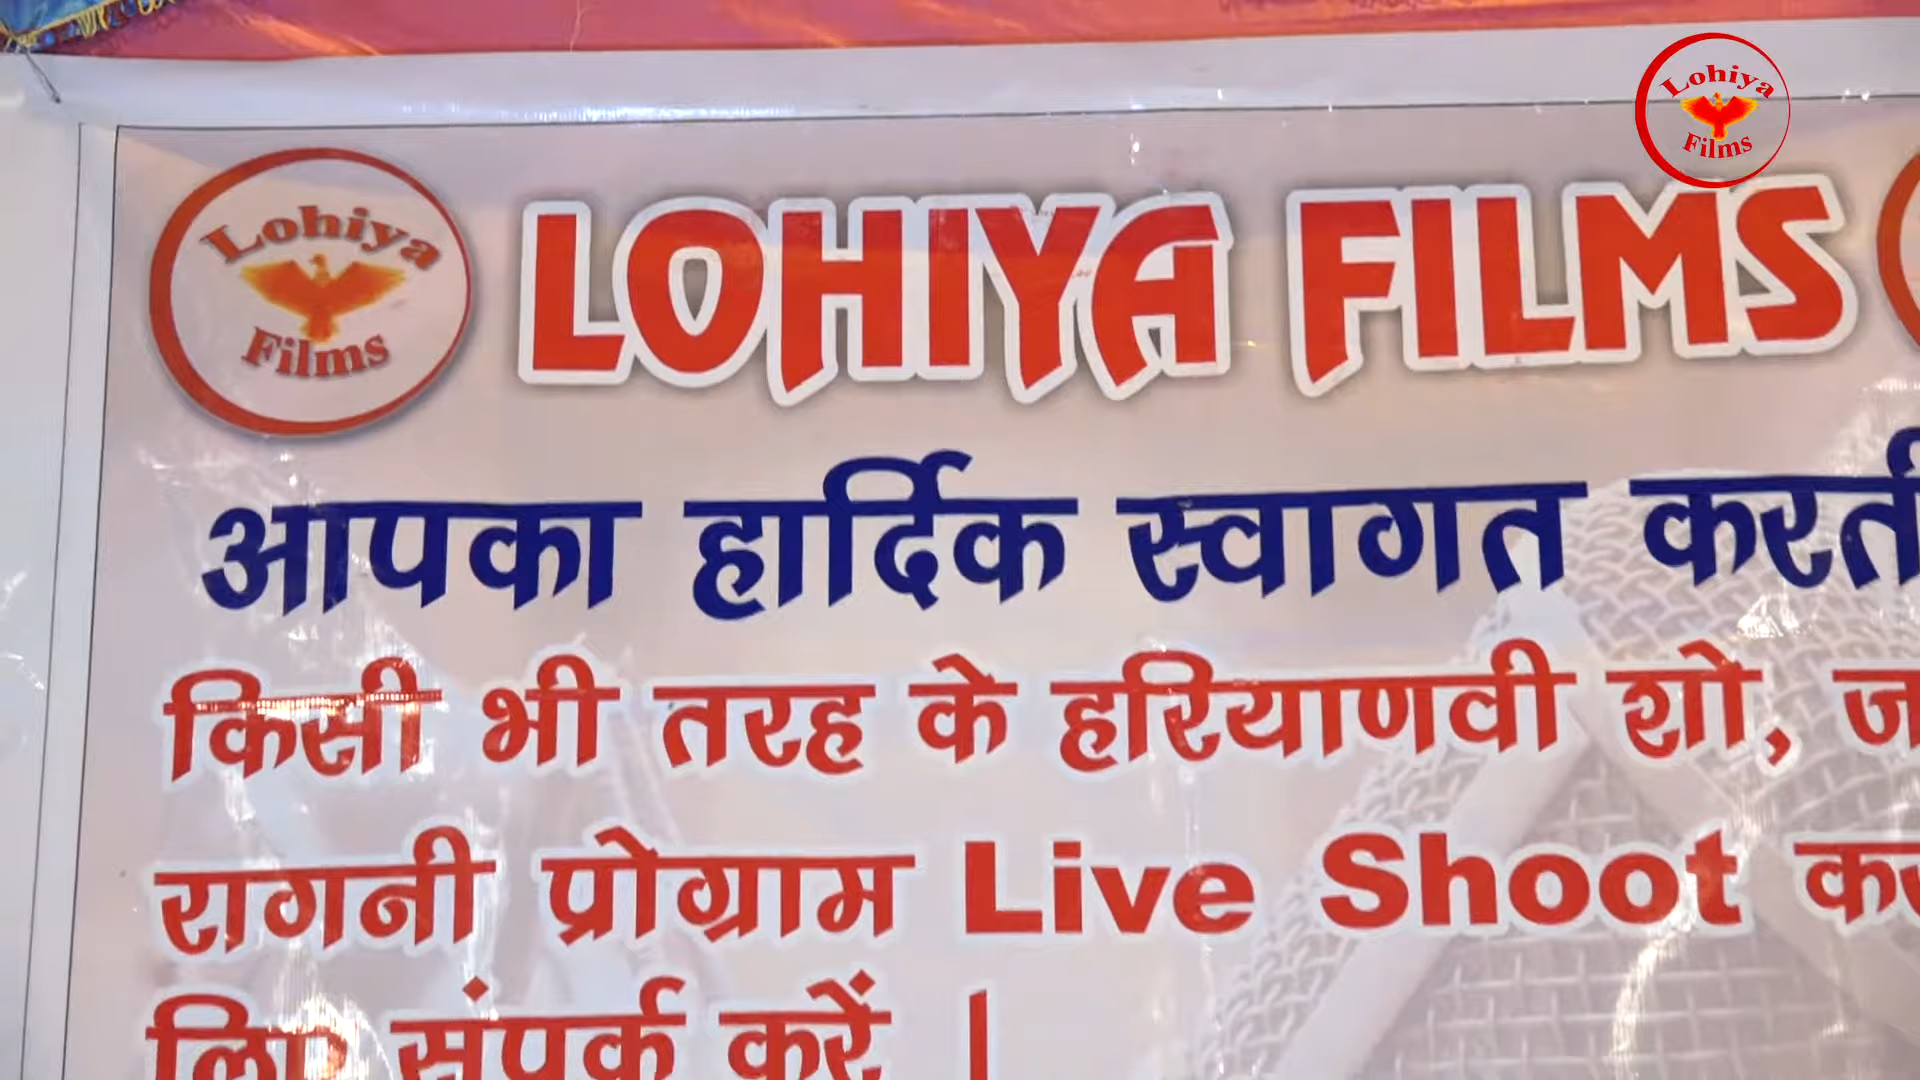 Lohiya
Films
Lohiya
Films
LOHIYA FILMS
आपका हार्दिक स्वागत करती
किसी भी तरह के हरियाणवी शो,
रागनी प्रोग्राम Live Shoot
लिए संपर्क करें ।